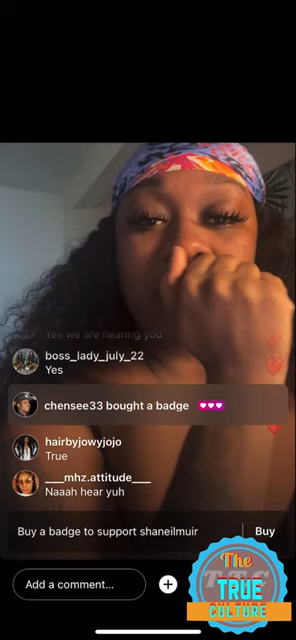 Yes we are hearing you
boss_lady_july_22
Yes
chensee33 bought a badge
hairbyjowyjojo
True
___mhz.attitude___
Naaah hear yuh
Buy a badge to support shaneilmuir
Buy
Add a comment...
The
TRUE
CULTURE